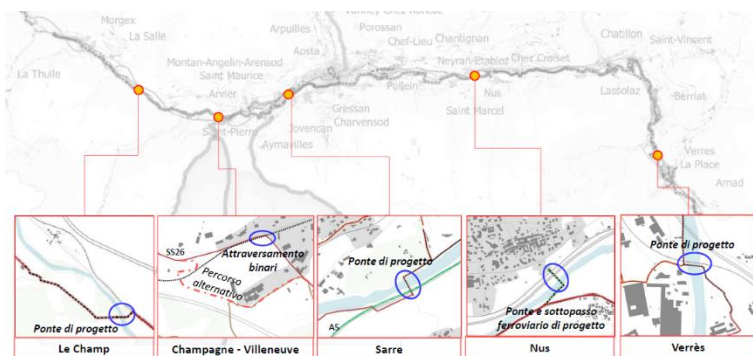 Morgex
La Salle
La Thuile
Arpuilles
Porossan
Chef-Lieu
Chantignan
Aosta
Montan-Angelin-Arensod
Saint Maurice
Arvier
Saint-Pierre
Jovencan
Aymavilles
Gressan
Charvensod
Pollein
Neyran-Etabloz
Chez Croiset
Nus
Saint Marcel
Chatillon
Saint-Vincent
Lassolaz
Berriat
Verres
La Place
Arnad
Ponte di progetto
SS26
Attraversamento
binari
Percorso
alternativo
Ponte di progetto
A5
Ponte e sottopasso
ferroviario di progetto
Ponte di progetto
Le Champ
Champagne - Villeneuve
Sarre
Nus
Verrès